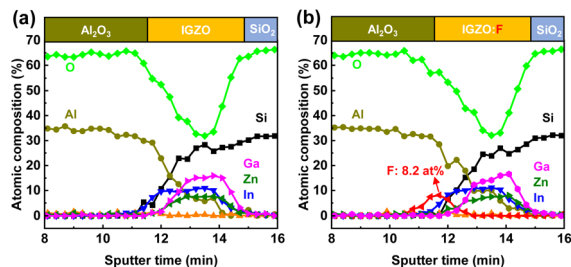 (a)
Al₂O₃ IGZO SiO₂
70
60
50
40
30
20
10
0
Atomic composition (%)
O
Al
Si
Ga
Zn
In
8 10 12 14 16
Sputter time (min)
(b)
Al₂O₃ IGZO:F SiO₂
70
60
50
40
30
20
10
0
Atomic composition (%)
O
Al
Si
F: 8.2 at%
Ga
Zn
In
8 10 12 14 16
Sputter time (min)